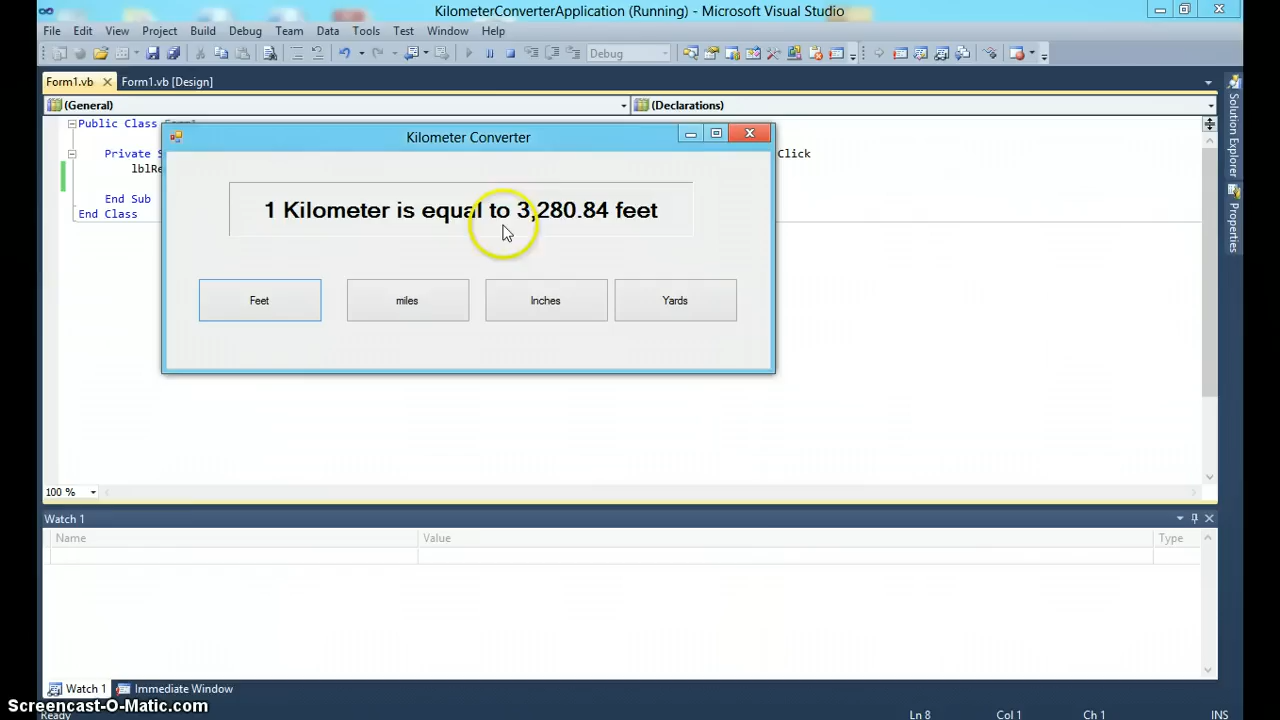 KilometerConverterApplication (Running) - Microsoft Visual Studio
File Edit View Project Build Debug Team Data Tools Test Window Help
Debug
Form1.vb Form1.vb [Design]
(General) (Declarations)
Public Class
Kilometer Converter
Private S Click
lblRe
1 Kilometer is equal to 3,280.84 feet
End Sub
End Class
Feet miles Inches Yards
Solution Explorer
Properties
100 %
Watch 1
Name Value Type
Watch 1 Immediate Window
Screencast-O-Matic.com
Ready Ln 8 Col 1 Ch 1 INS